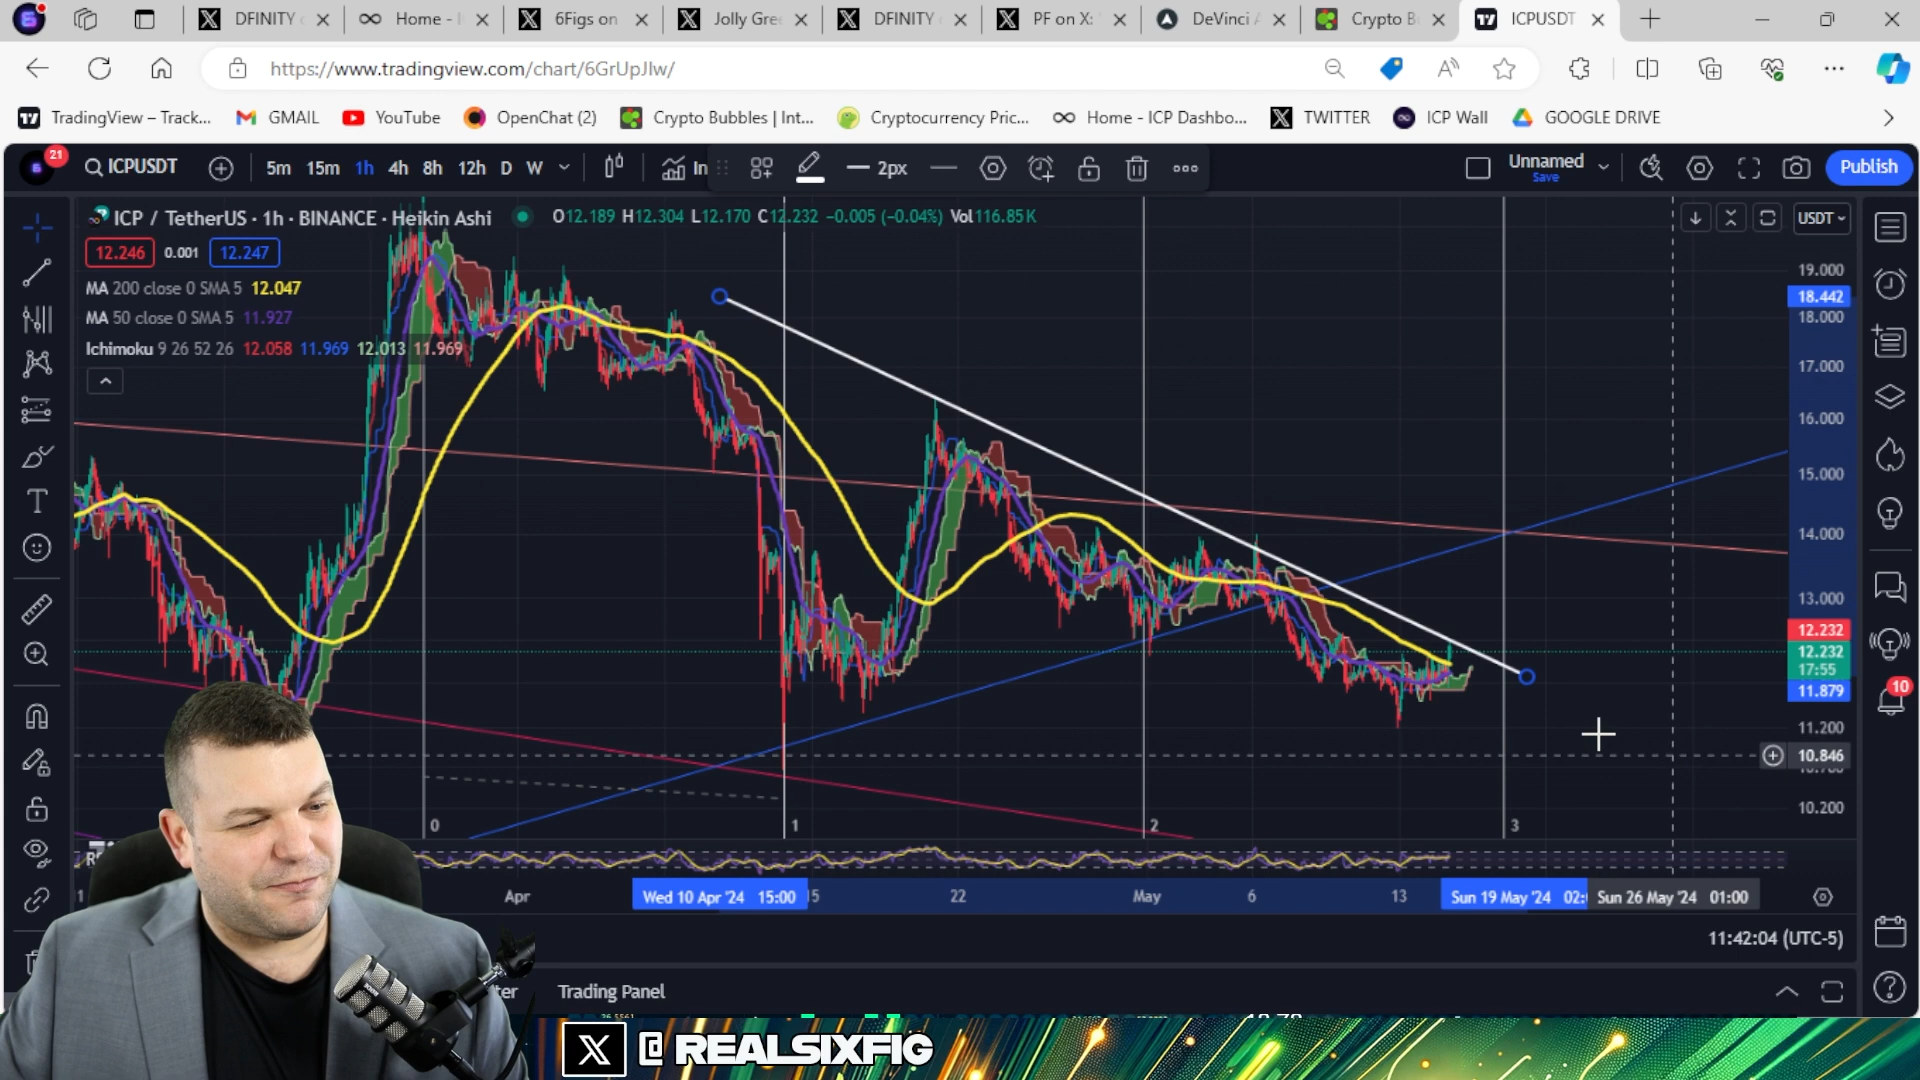 DFINITY
Home - I
6Figs on
Jolly Gre
DFINITY
PF on X:
DeVinci
Crypto B
ICPUSDT
https://www.tradingview.com/chart/6GrUpJlw/
TradingView – Track...
GMAIL
YouTube
OpenChat (2)
Crypto Bubbles | Int...
Cryptocurrency Pric...
Home - ICP Dashbo...
TWITTER
ICP Wall
GOOGLE DRIVE
21
ICPUSDT
5m 15m 1h 4h 8h 12h D W
In
2px
Unnamed
Save
Publish
ICP / TetherUS · 1h · BINANCE · Heikin Ashi
O12.189 H12.304 L12.170 C12.232 −0.005 (−0.04%) Vol116.85K
USDT
12.246 0.001 12.247
MA 200 close 0 SMA 5 12.047
MA 50 close 0 SMA 5 11.927
Ichimoku 9 26 52 26 12.058 11.969 12.013 11.969
19.000
18.442
18.000
17.000
16.000
15.000
14.000
13.000
12.232
12.232
17:55
11.879
11.200
10.846
10.200
10
0
1
2
3
Apr
Wed 10 Apr '24 15:00
15
22
May
6
13
Sun 19 May '24 02:
Sun 26 May '24 01:00
11:42:04 (UTC-5)
ter
Trading Panel
@ REALSIXFIG